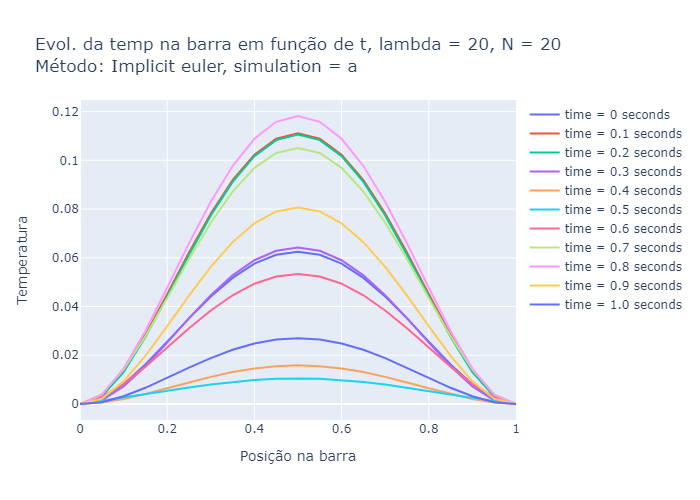 Evol. da temp na barra em função de t, lambda = 20, N = 20
Método: Implicit euler, simulation = a
0.12
0.1
0.08
0.06
0.04
0.02
0
Temperatura
0
0.2
0.4
0.6
0.8
1
Posição na barra
time = 0 seconds
time = 0.1 seconds
time = 0.2 seconds
time = 0.3 seconds
time = 0.4 seconds
time = 0.5 seconds
time = 0.6 seconds
time = 0.7 seconds
time = 0.8 seconds
time = 0.9 seconds
time = 1.0 seconds